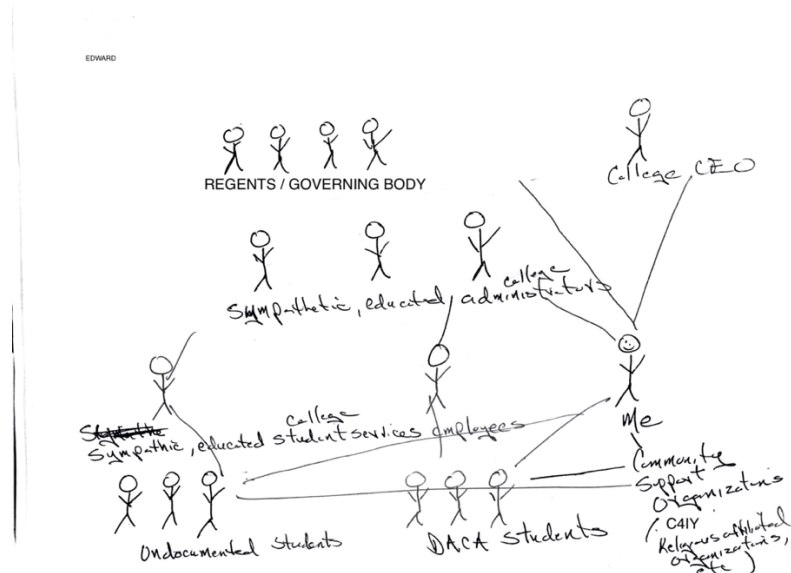 EDWARD
REGENTS / GOVERNING BODY
College CEO
college
Sympathetic, educated, administrators
college
Sympathic, educated student services employees
Me
Community
Support
Organizations
C4IY
Religious affiliated
organizations,
etc)
Undocumented Students
DACA Students